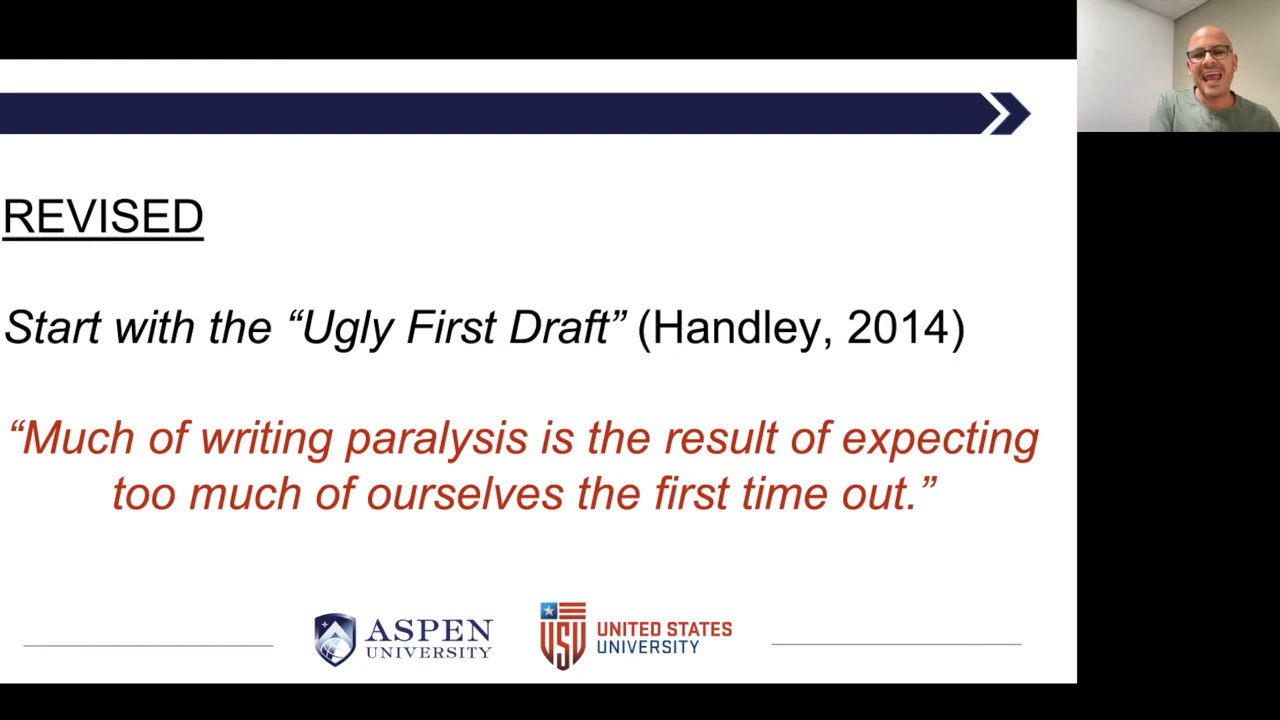 REVISED
Start with the “Ugly First Draft” (Handley, 2014)
“Much of writing paralysis is the result of expecting
too much of ourselves the first time out.”
ASPEN
UNIVERSITY
USU
UNITED STATES
UNIVERSITY